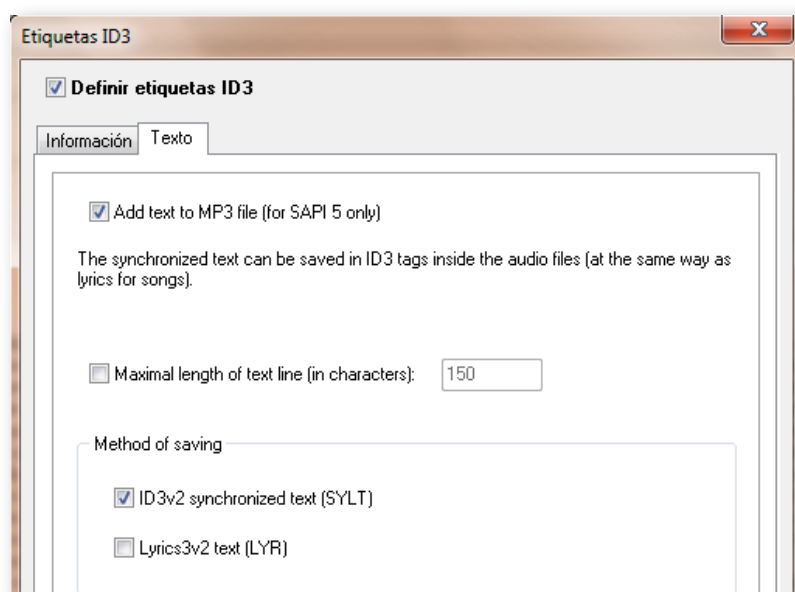 Etiquetas ID3
Definir etiquetas ID3
Información Texto
Add text to MP3 file (for SAPI 5 only)
The synchronized text can be saved in ID3 tags inside the audio files (at the same way as
lyrics for songs).
Maximal length of text line (in characters): 150
Method of saving
ID3v2 synchronized text (SYLT)
Lyrics3v2 text (LYR)